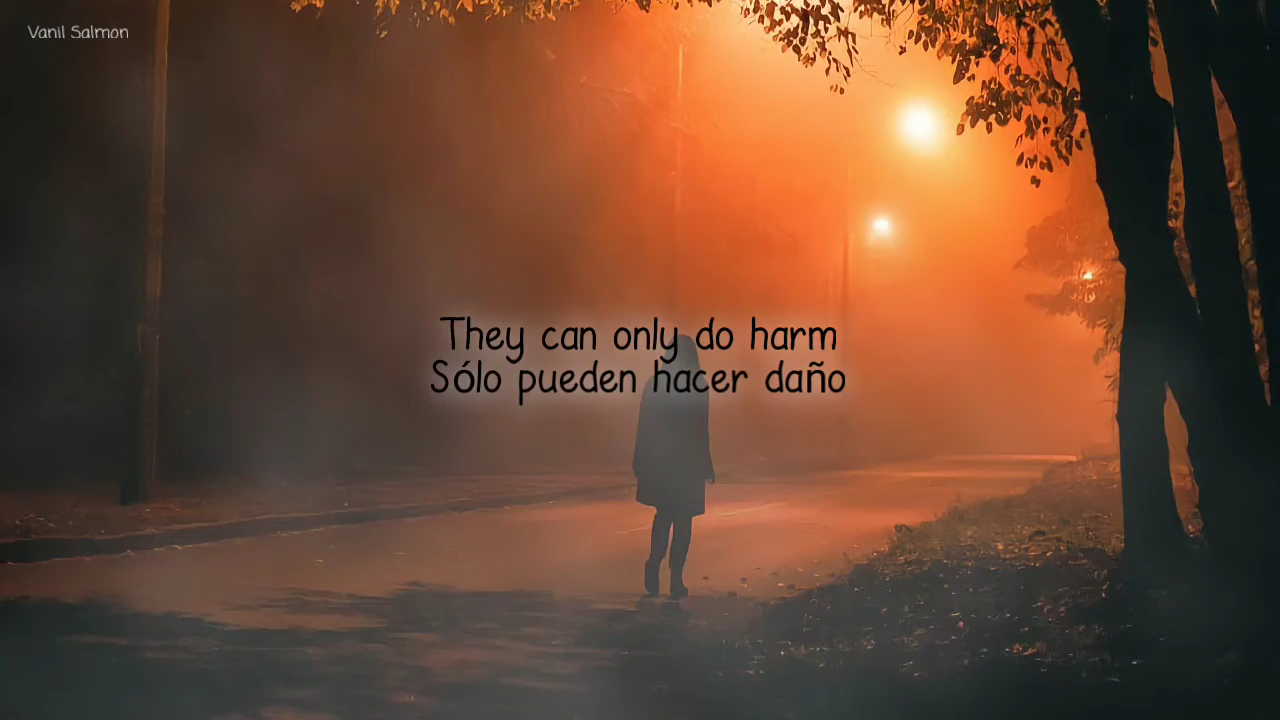 Vanil Salmon
They can only do harm
Sólo pueden hacer daño